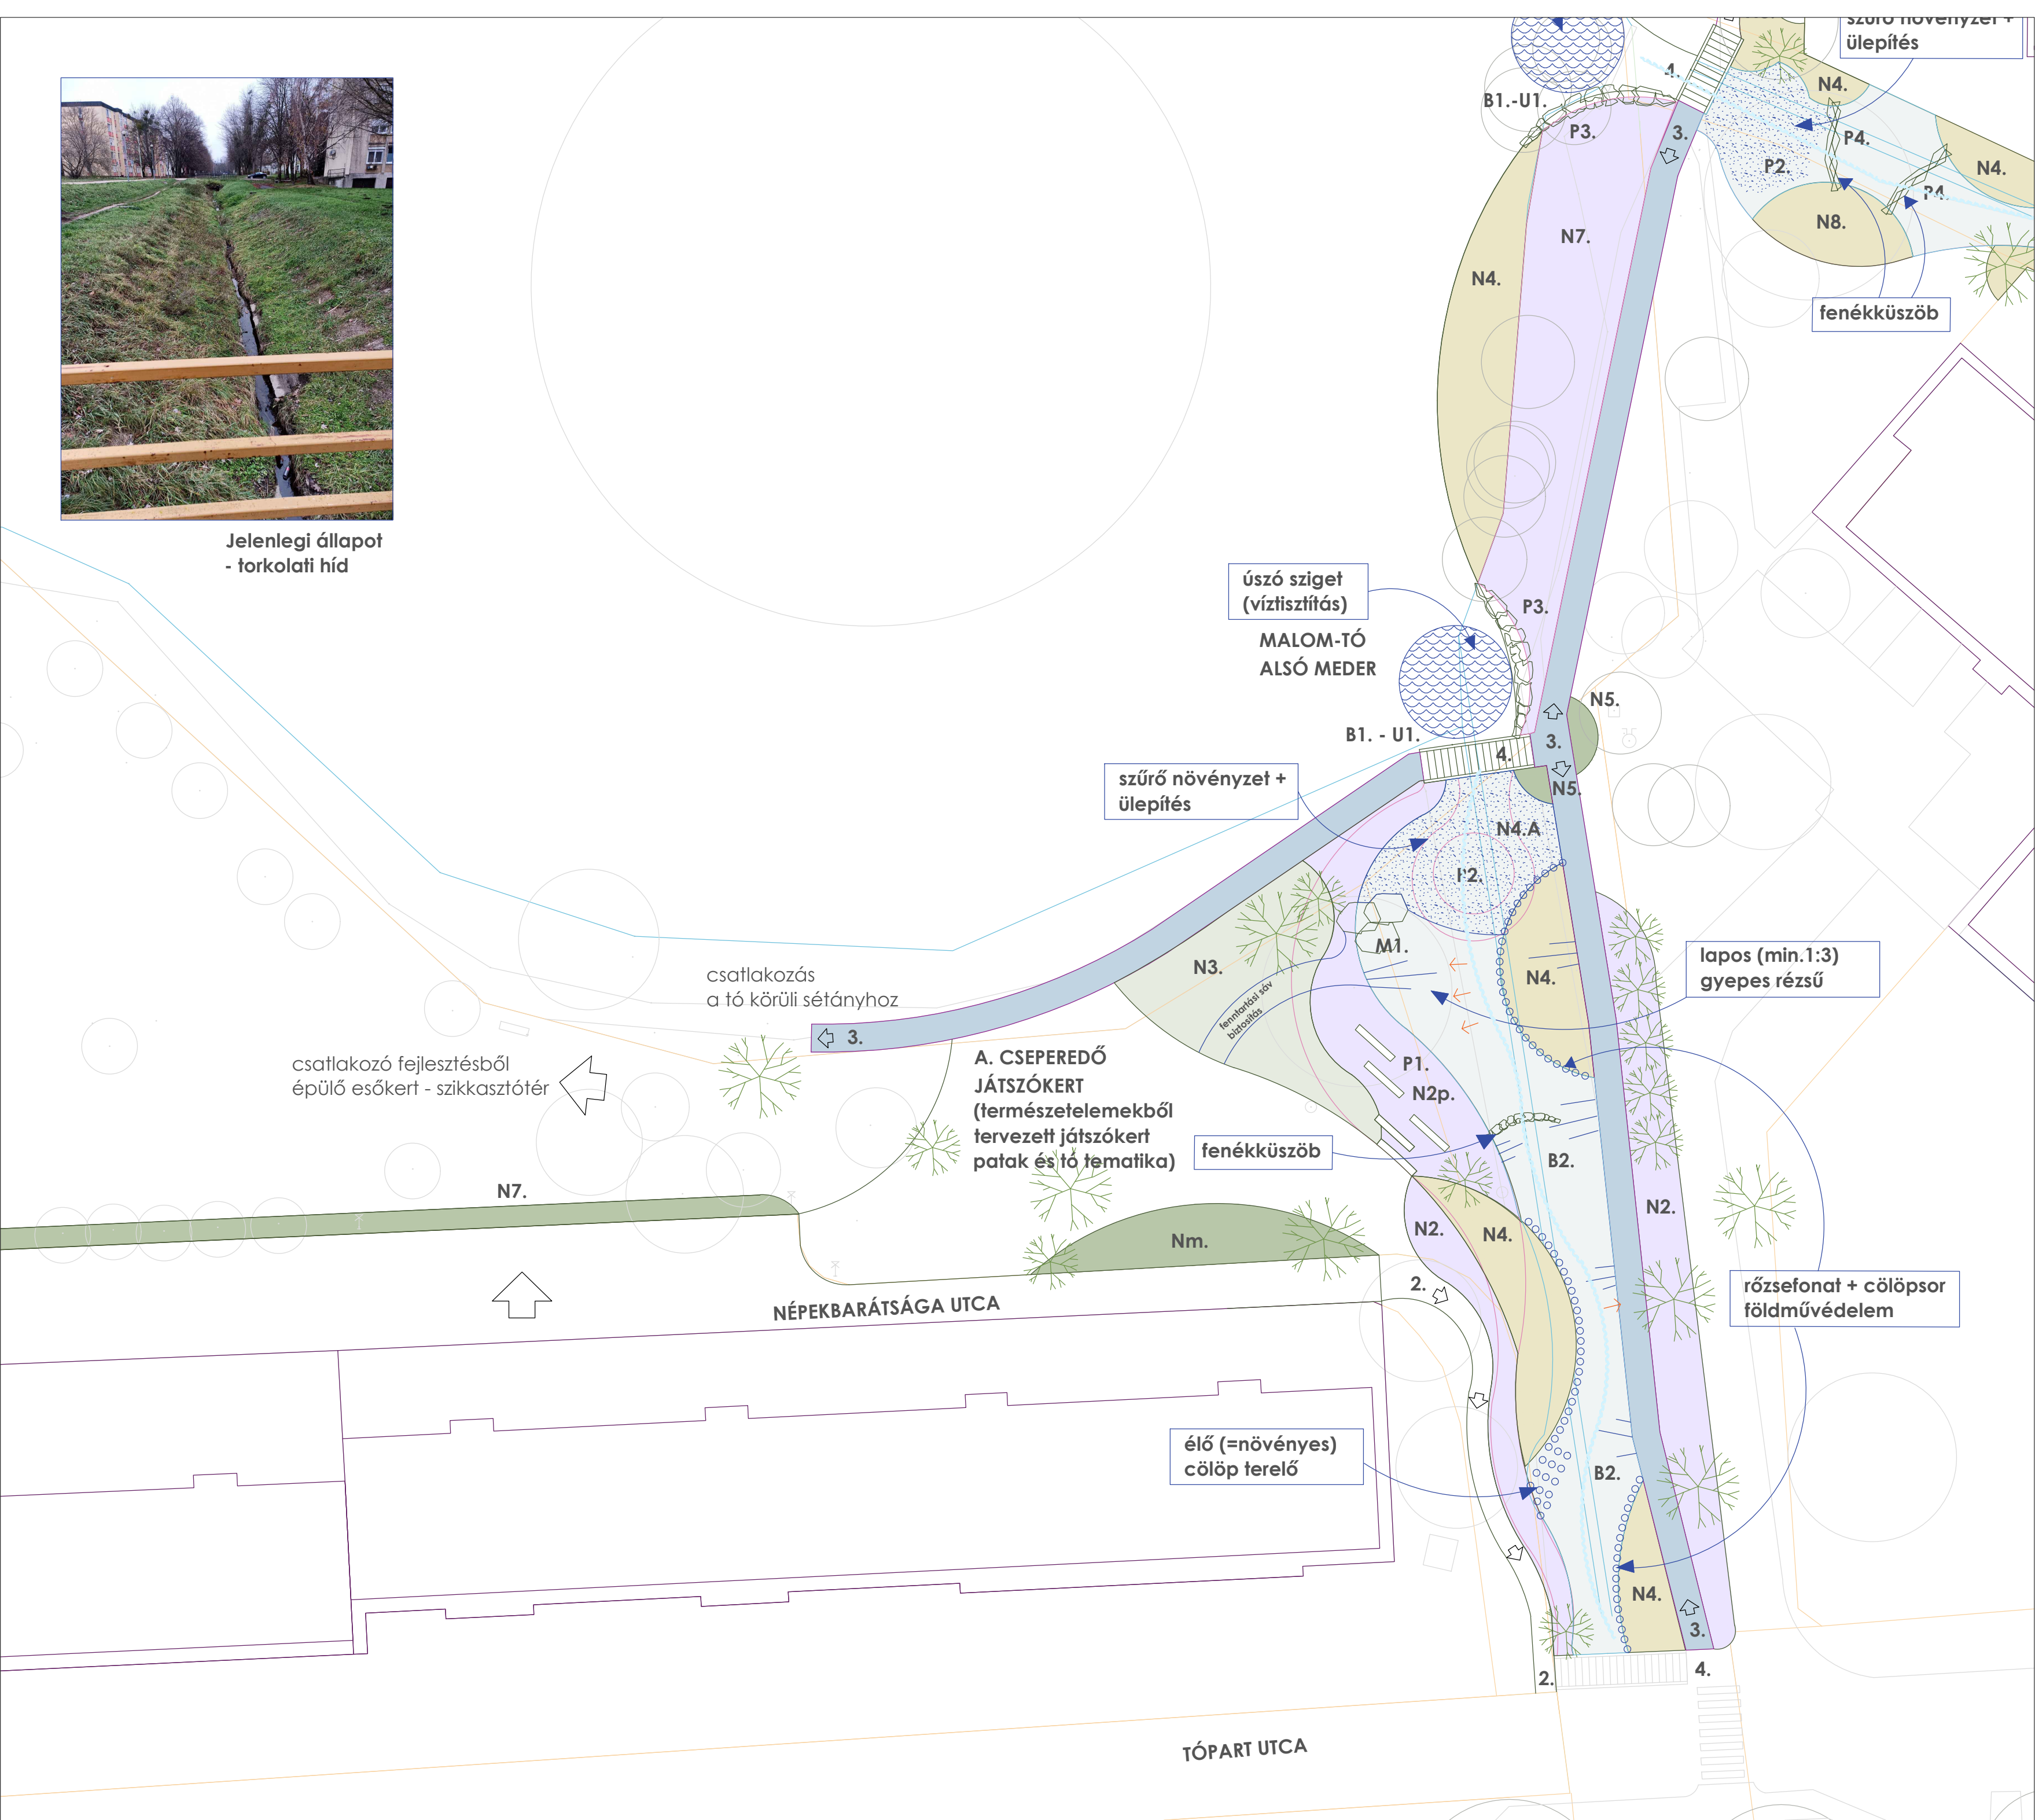 szűrő növényzet +
ülepítés
4.
N4.
B1.-U1.
P3.
3.
P4.
P2.
N4.
P4.
N8.
N7.
N4.
fenékküszöb
Jelenlegi állapot
- torkolati híd
úszó sziget
(víztisztítás)
P3.
MALOM-TÓ
ALSÓ MEDER
N5.
B1. - U1.
3.
4.
szűrő növényzet +
ülepítés
N5.
N4.A
P2.
M1.
N3.
lapos (min.1:3)
gyepes rézsű
N4.
csatlakozás
a tó körüli sétányhoz
fenntartási sáv
biztosítás
3.
csatlakozó fejlesztésből
épülő esőkert - szikkasztótér
A. CSEPEREDŐ
JÁTSZÓKERT
(természetelemekből
tervezett játszókert
patak és tó tematika)
P1.
N2p.
fenékküszöb
B2.
N7.
N2.
N2.
N4.
Nm.
2.
rőzsefonat + cölöpsor
földművédelem
NÉPEKBARÁTSÁGA UTCA
élő (=növényes)
cölöp terelő
B2.
N4.
3.
2.
4.
TÓPART UTCA